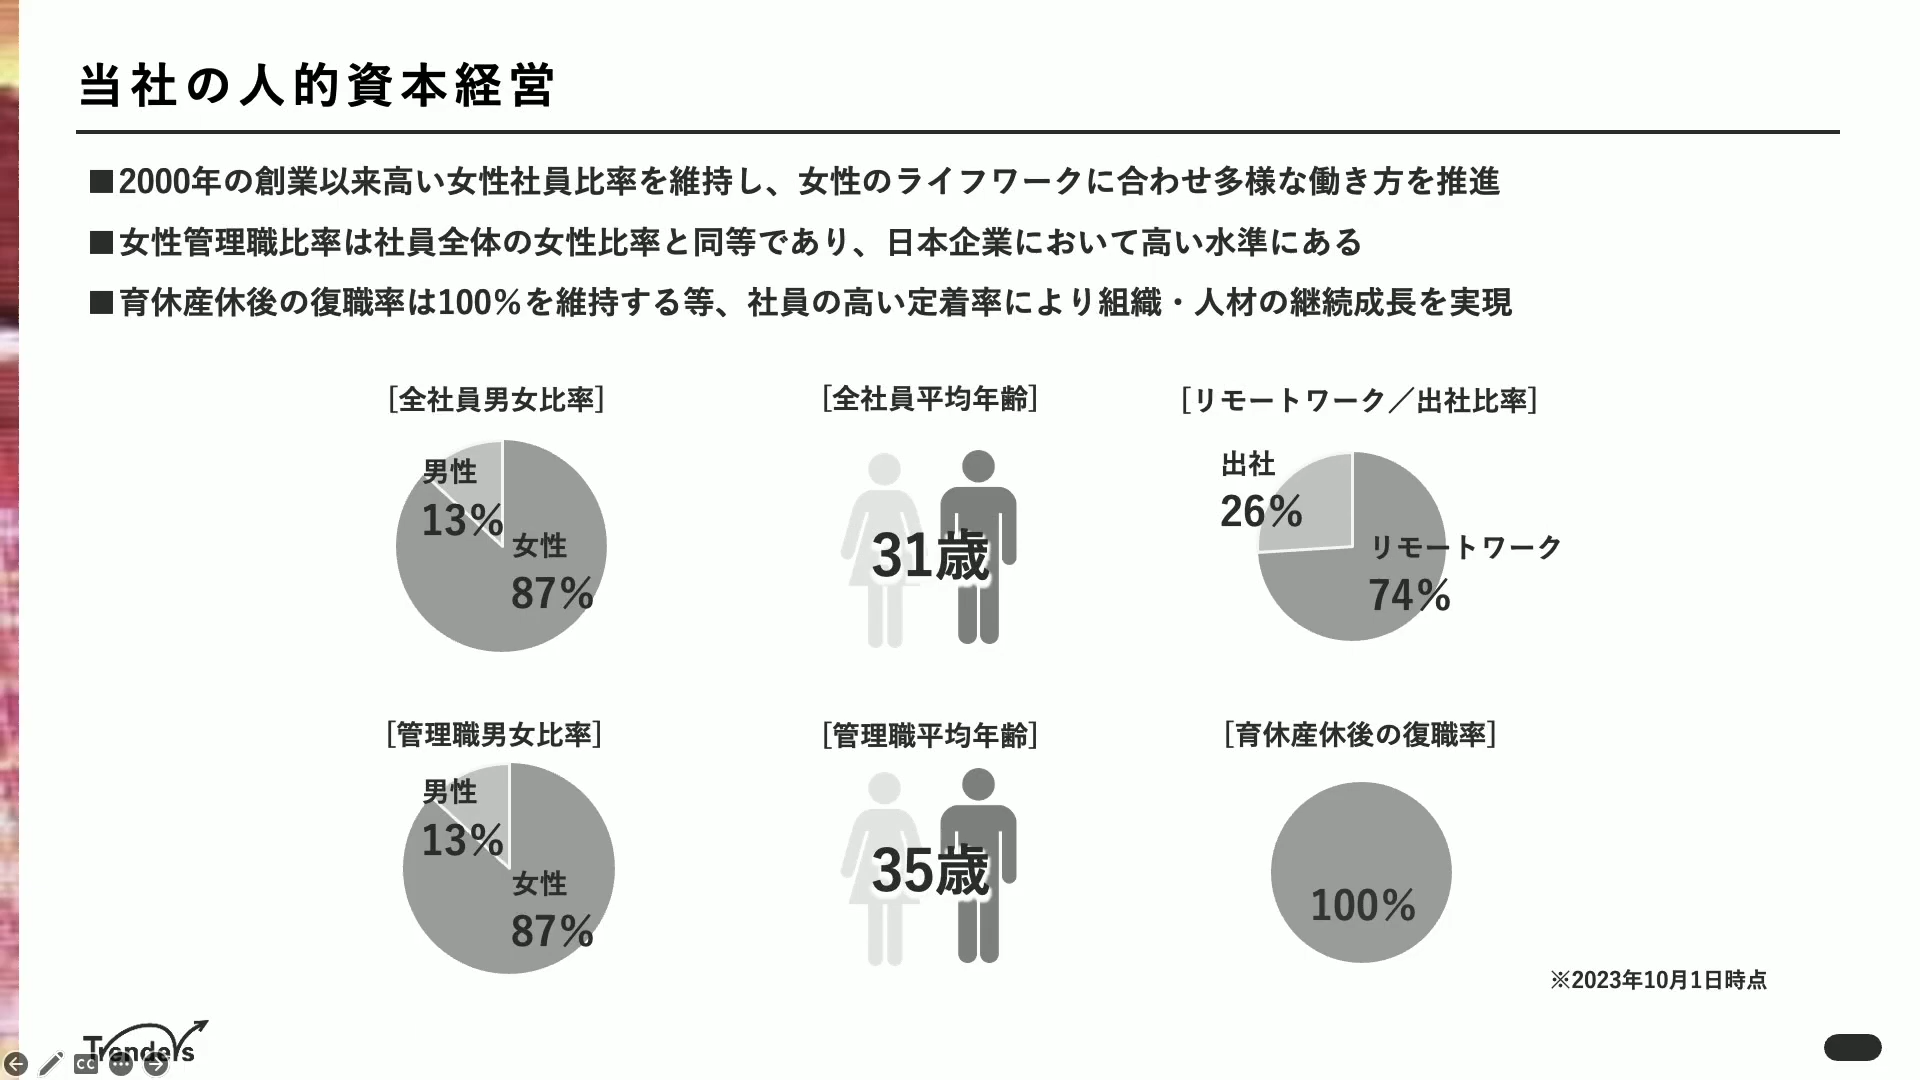 当社の人的資本経営
■2000年の創業以来高い女性社員比率を維持し、女性のライフワークに合わせ多様な働き方を推進
■女性管理職比率は社員全体の女性比率と同等であり、日本企業において高い水準にある
■育休産休後の復職率は100%を維持する等、社員の高い定着率により組織・人材の継続成長を実現
[全社員男女比率]
男性
13%
女性
87%
[全社員平均年齢]
31歳
[リモートワーク／出社比率]
出社
26%
リモートワーク
74%
[管理職男女比率]
男性
13%
女性
87%
[管理職平均年齢]
35歳
[育休産休後の復職率]
100%
※2023年10月1日時点
Trenders
CC